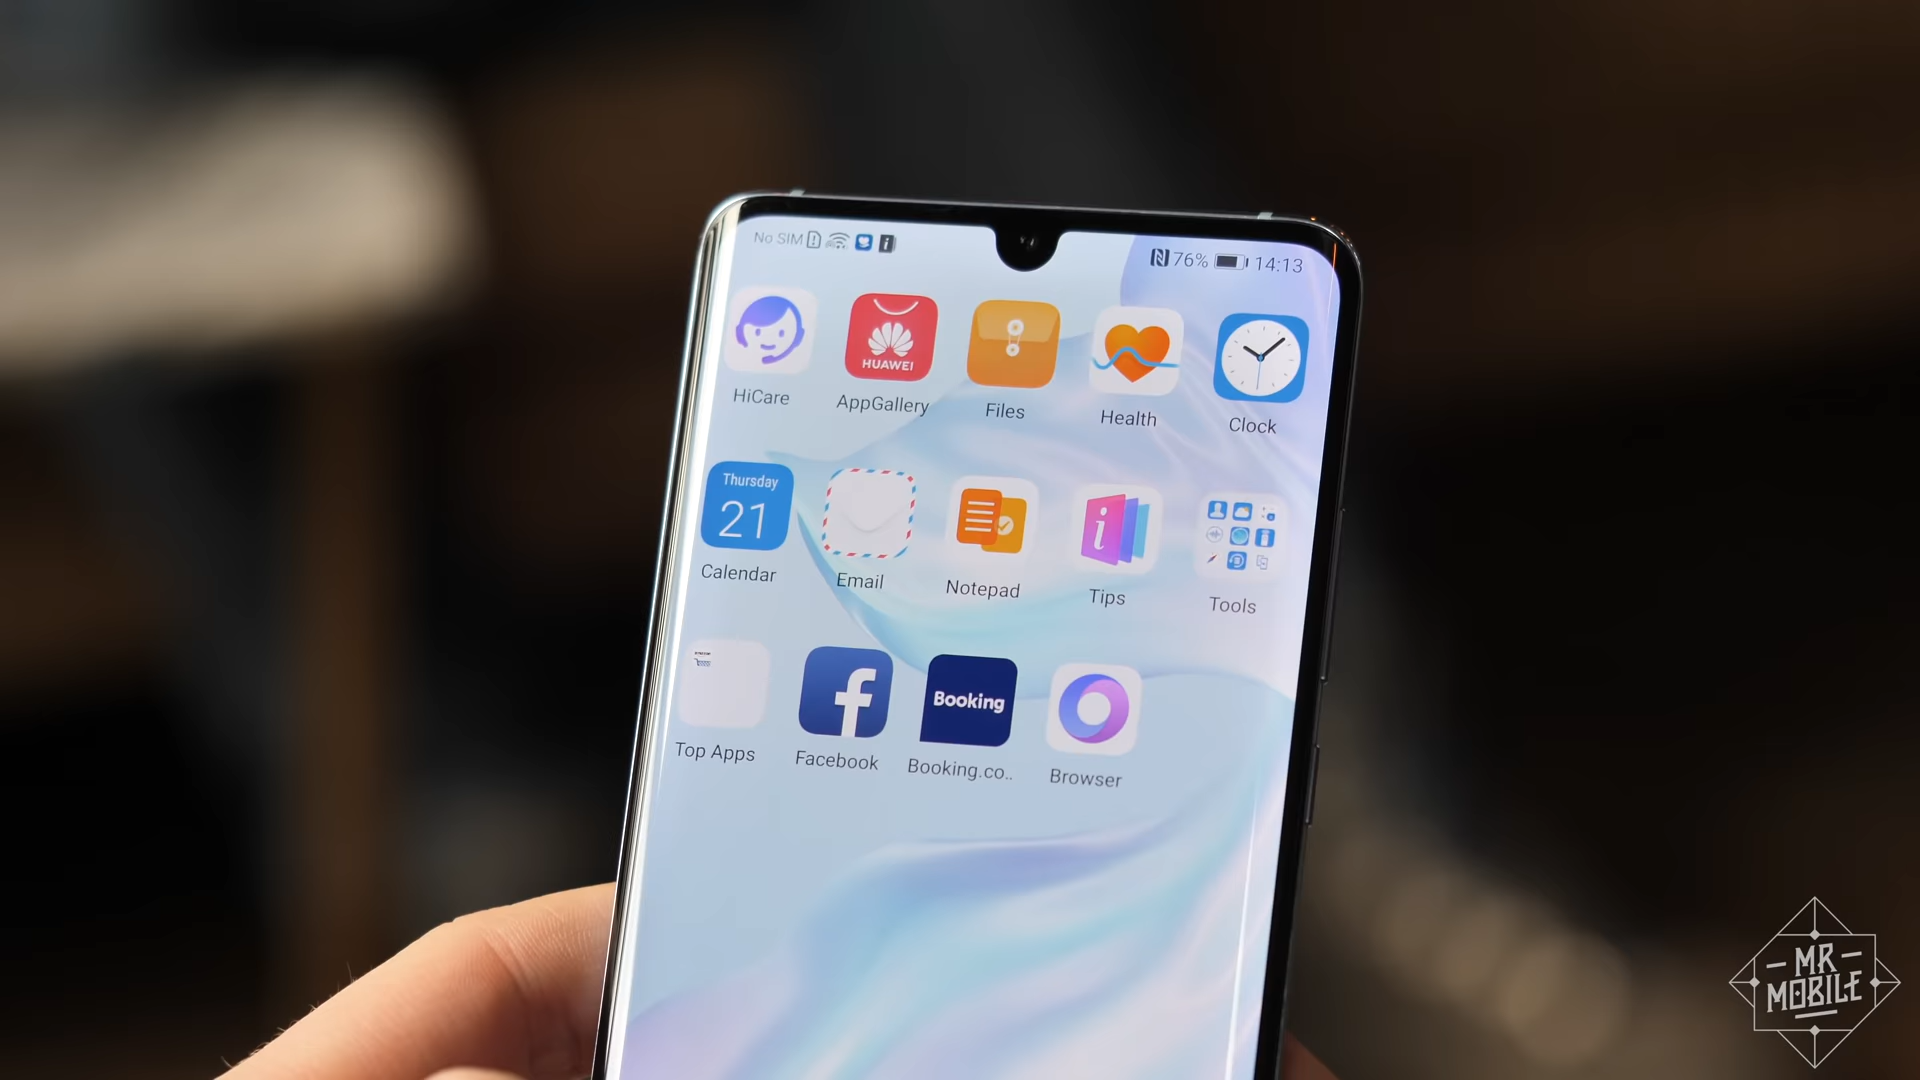 No SIM
76% 14:13
HUAWEI
HiCare
AppGallery
Files
Health
Clock
Thursday
21
Calendar
Email
Notepad
i
Tips
Tools
Top Apps
f
Facebook
Booking
Booking.co..
Browser
MR
MOBILE